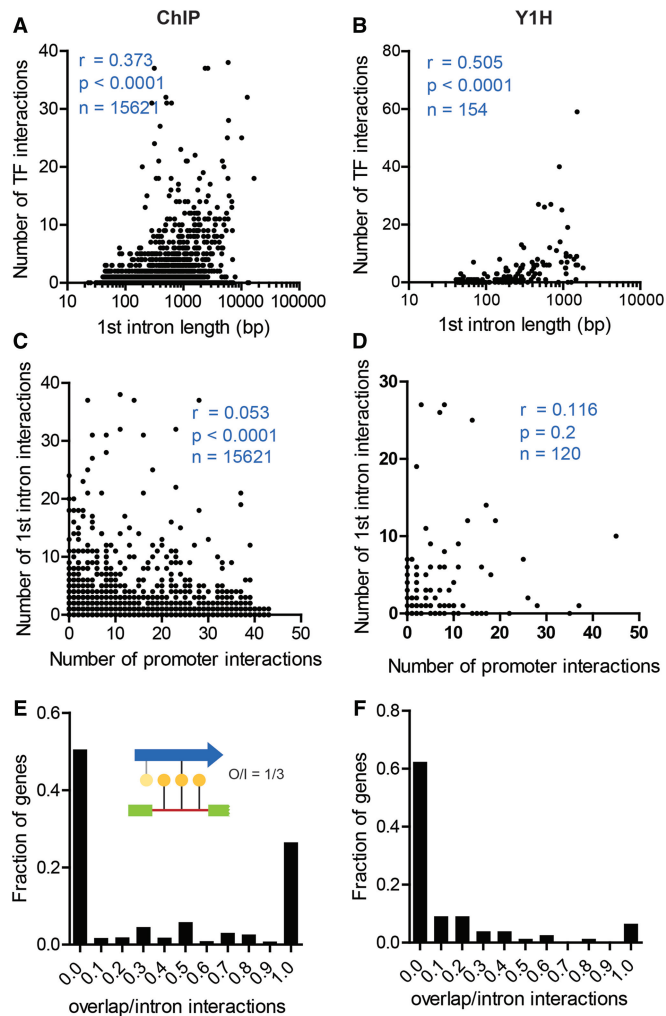 ChIP
Y1H
A
Number of TF interactions
40
30
20
10
0
r = 0.373
p < 0.0001
n = 15621
10
100
1000
10000
100000
1st intron length (bp)
B
Number of TF interactions
80
60
40
20
0
r = 0.505
p < 0.0001
n = 154
10
100
1000
10000
1st intron length (bp)
C
Number of 1st intron interactions
40
30
20
10
0
r = 0.053
p < 0.0001
n = 15621
0
10
20
30
40
50
Number of promoter interactions
D
Number of 1st intron interactions
30
20
10
0
r = 0.116
p = 0.2
n = 120
0
10
20
30
40
50
Number of promoter interactions
E
Fraction of genes
0.6
0.4
0.2
0.0
O/I = 1/3
0.0
0.1
0.2
0.3
0.4
0.5
0.6
0.7
0.8
0.9
1.0
overlap/intron interactions
F
Fraction of genes
0.8
0.6
0.4
0.2
0.0
0.0
0.1
0.2
0.3
0.4
0.5
0.6
0.7
0.8
0.9
1.0
overlap/intron interactions